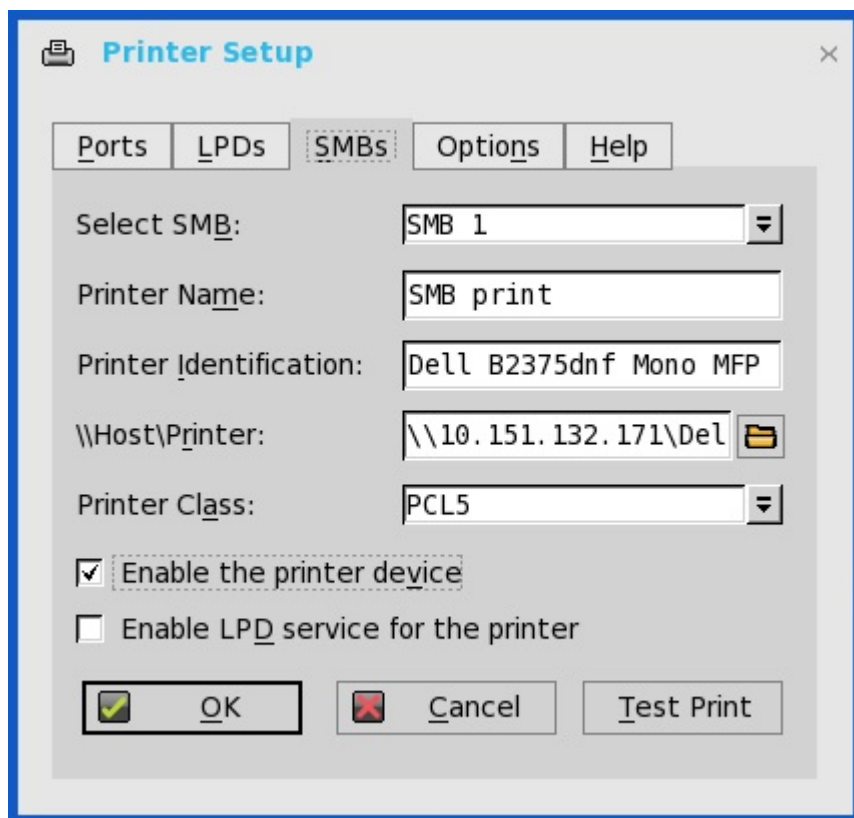 Printer Setup
Ports LPDs SMBs Options Help
Select SMB: SMB 1
Printer Name: SMB print
Printer Identification: Dell B2375dnf Mono MFP
\\Host\Printer: \\10.151.132.171\Del
Printer Class: PCL5
Enable the printer device
Enable LPD service for the printer
OK Cancel Test Print